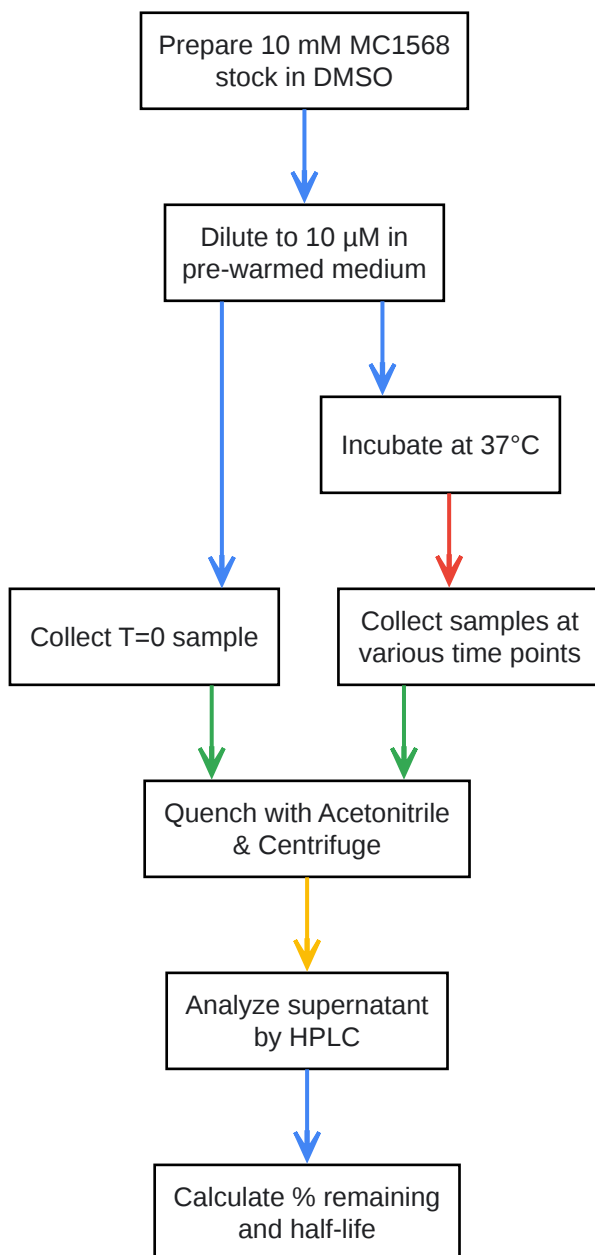 Prepare 10 mM MC1568
stock in DMSO
Dilute to 10 µM in
pre-warmed medium
Incubate at 37°C
Collect T=0 sample
Collect samples at
various time points
Quench with Acetonitrile
& Centrifuge
Analyze supernatant
by HPLC
Calculate % remaining
and half-life